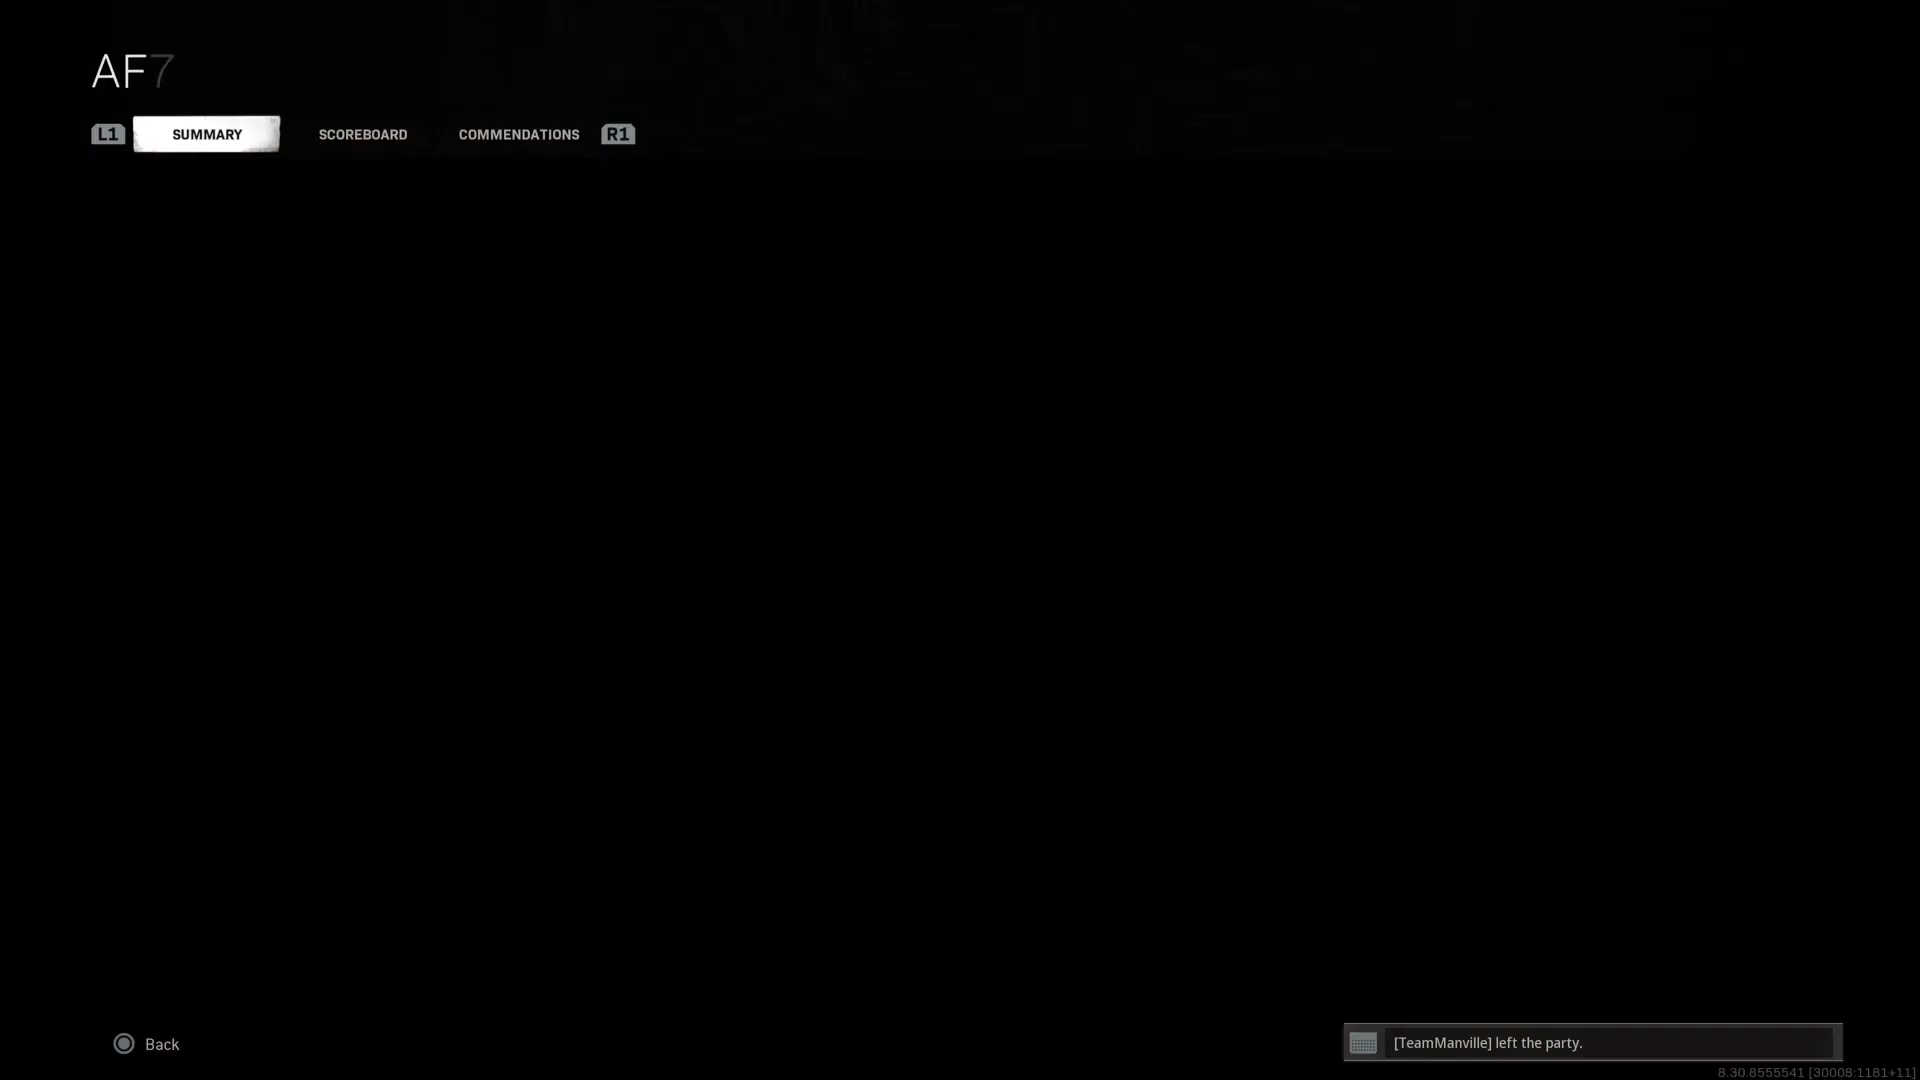 AF7
L1 SUMMARY SCOREBOARD COMMENDATIONS R1
Back
[TeamManville] left the party.
8.30.8555541 [30008:1181+11]